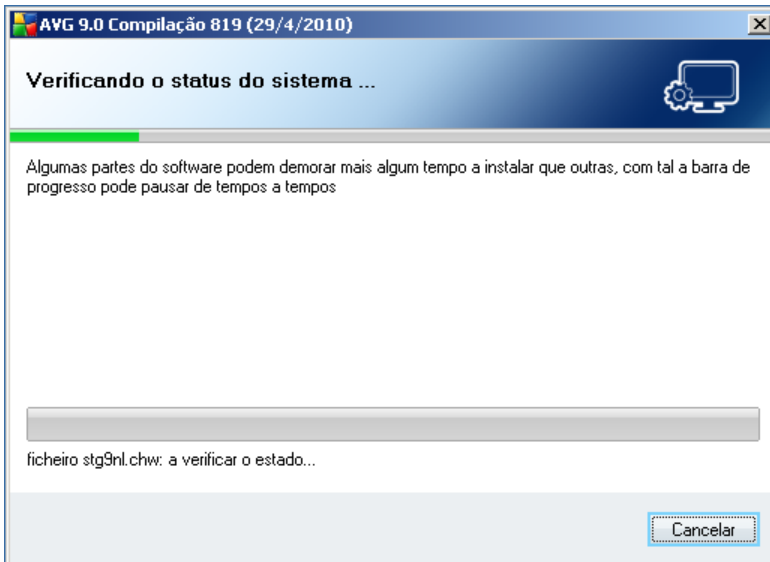 AVG 9.0 Compilação 819 (29/4/2010)
Verificando o status do sistema ...
Algumas partes do software podem demorar mais algum tempo a instalar que outras, com tal a barra de
progresso pode pausar de tempos a tempos
ficheiro stg9nl.chw: a verificar o estado...
Cancelar